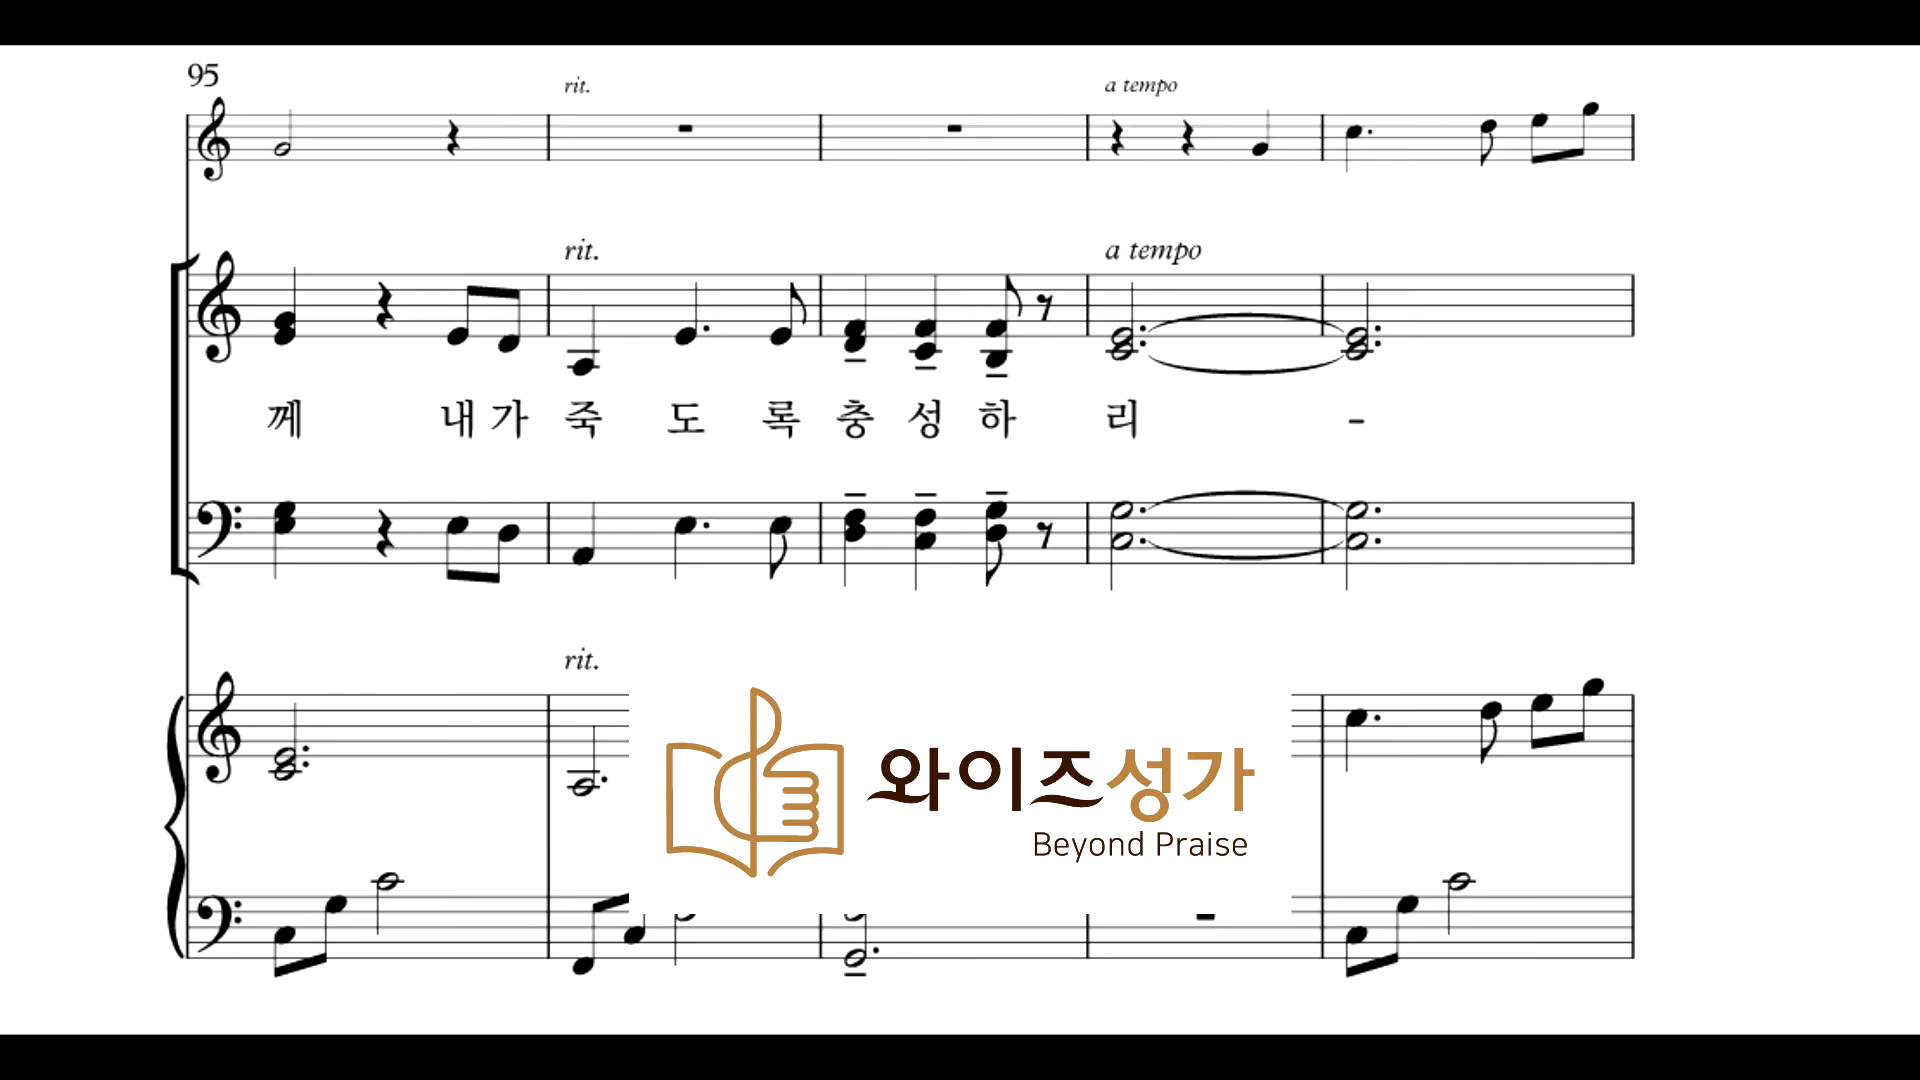 95
rit.
a tempo
rit.
a tempo
께 내 가 죽 도 록 충 성 하 리 -
rit.
와이즈성가
Beyond Praise